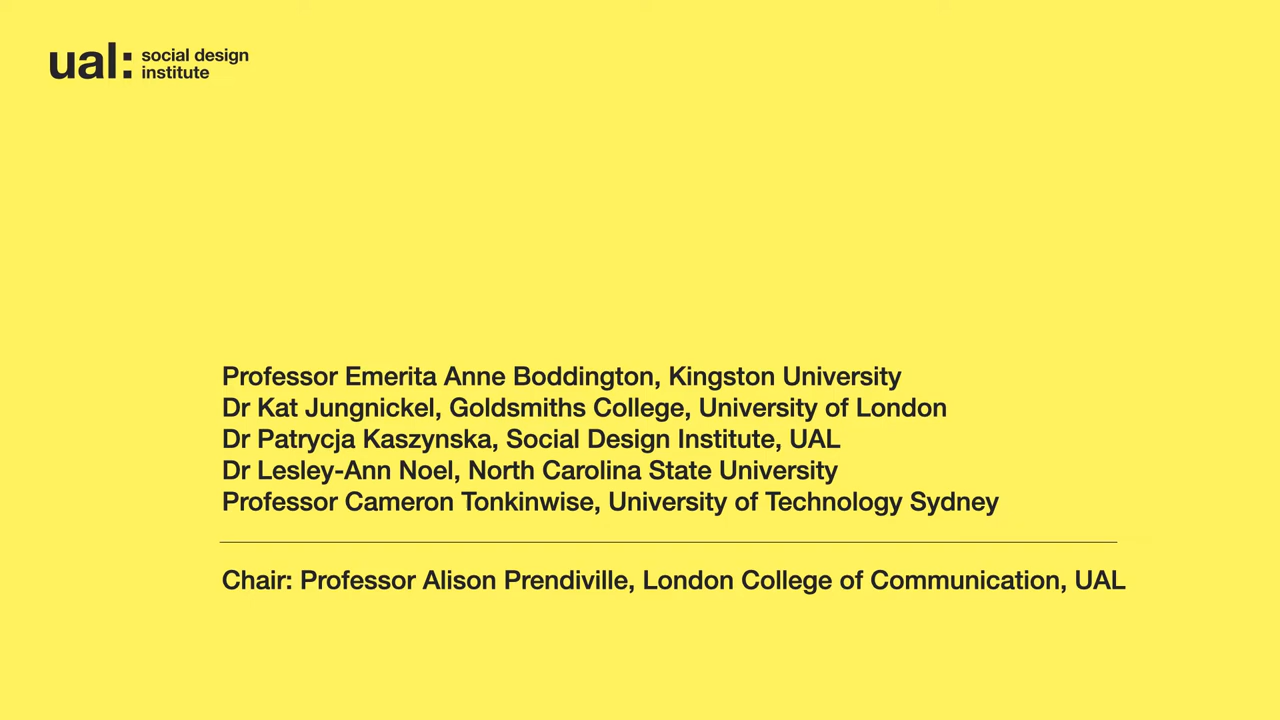 ual: social design
institute
Professor Emerita Anne Boddington, Kingston University
Dr Kat Jungnickel, Goldsmiths College, University of London
Dr Patrycja Kaszynska, Social Design Institute, UAL
Dr Lesley-Ann Noel, North Carolina State University
Professor Cameron Tonkinwise, University of Technology Sydney
Chair: Professor Alison Prendiville, London College of Communication, UAL